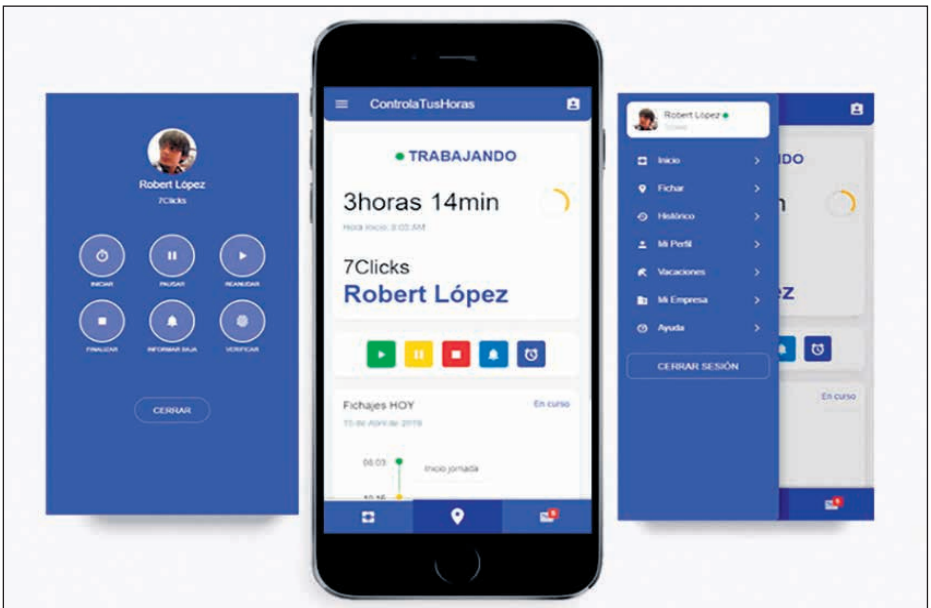 Robert López
7Clicks
INICIAR
PAUSAR
REANUDAR
FINALIZAR
INFORMAR BAJA
VERIFICAR
CERRAR
ControlaTusHoras
TRABAJANDO
3horas 14min
Hora inicio: 8:03 AM
7Clicks
Robert López
Fichajes HOY
En curso
15 de Abril de 2019
08:03
Inicio jornada
Robert López
Inicio
Fichar
Histórico
Mi Perfil
Vacaciones
Mi Empresa
Ayuda
CERRAR SESIÓN
En curso